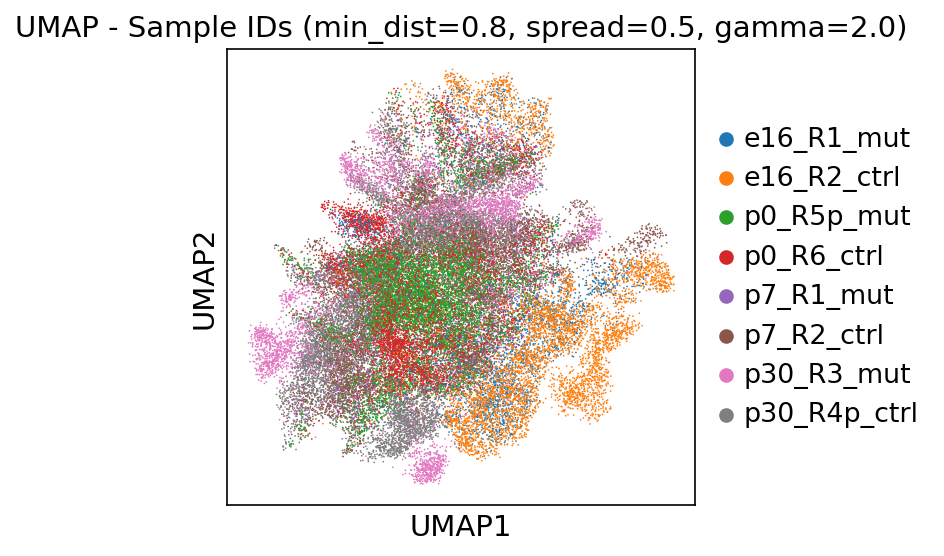 UMAP - Sample IDs (min_dist=0.8, spread=0.5, gamma=2.0)
UMAP2
e16_R1_mut
e16_R2_ctrl
p0_R5p_mut
p0_R6_ctrl
p7_R1_mut
p7_R2_ctrl
p30_R3_mut
p30_R4p_ctrl
UMAP1